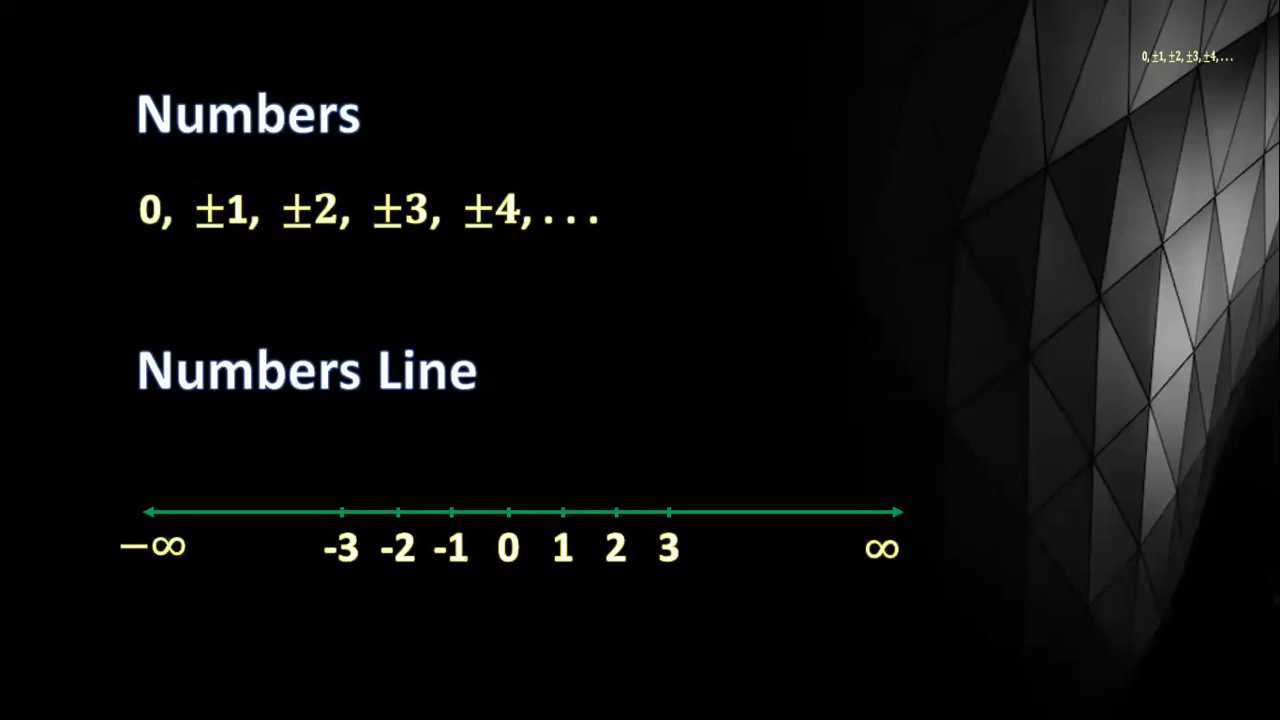 0, ±1, ±2, ±3, ±4, . . .
Numbers
0, ±1, ±2, ±3, ±4, . . .
Numbers Line
-3 -2 -1 0 1 2 3
−∞ ∞